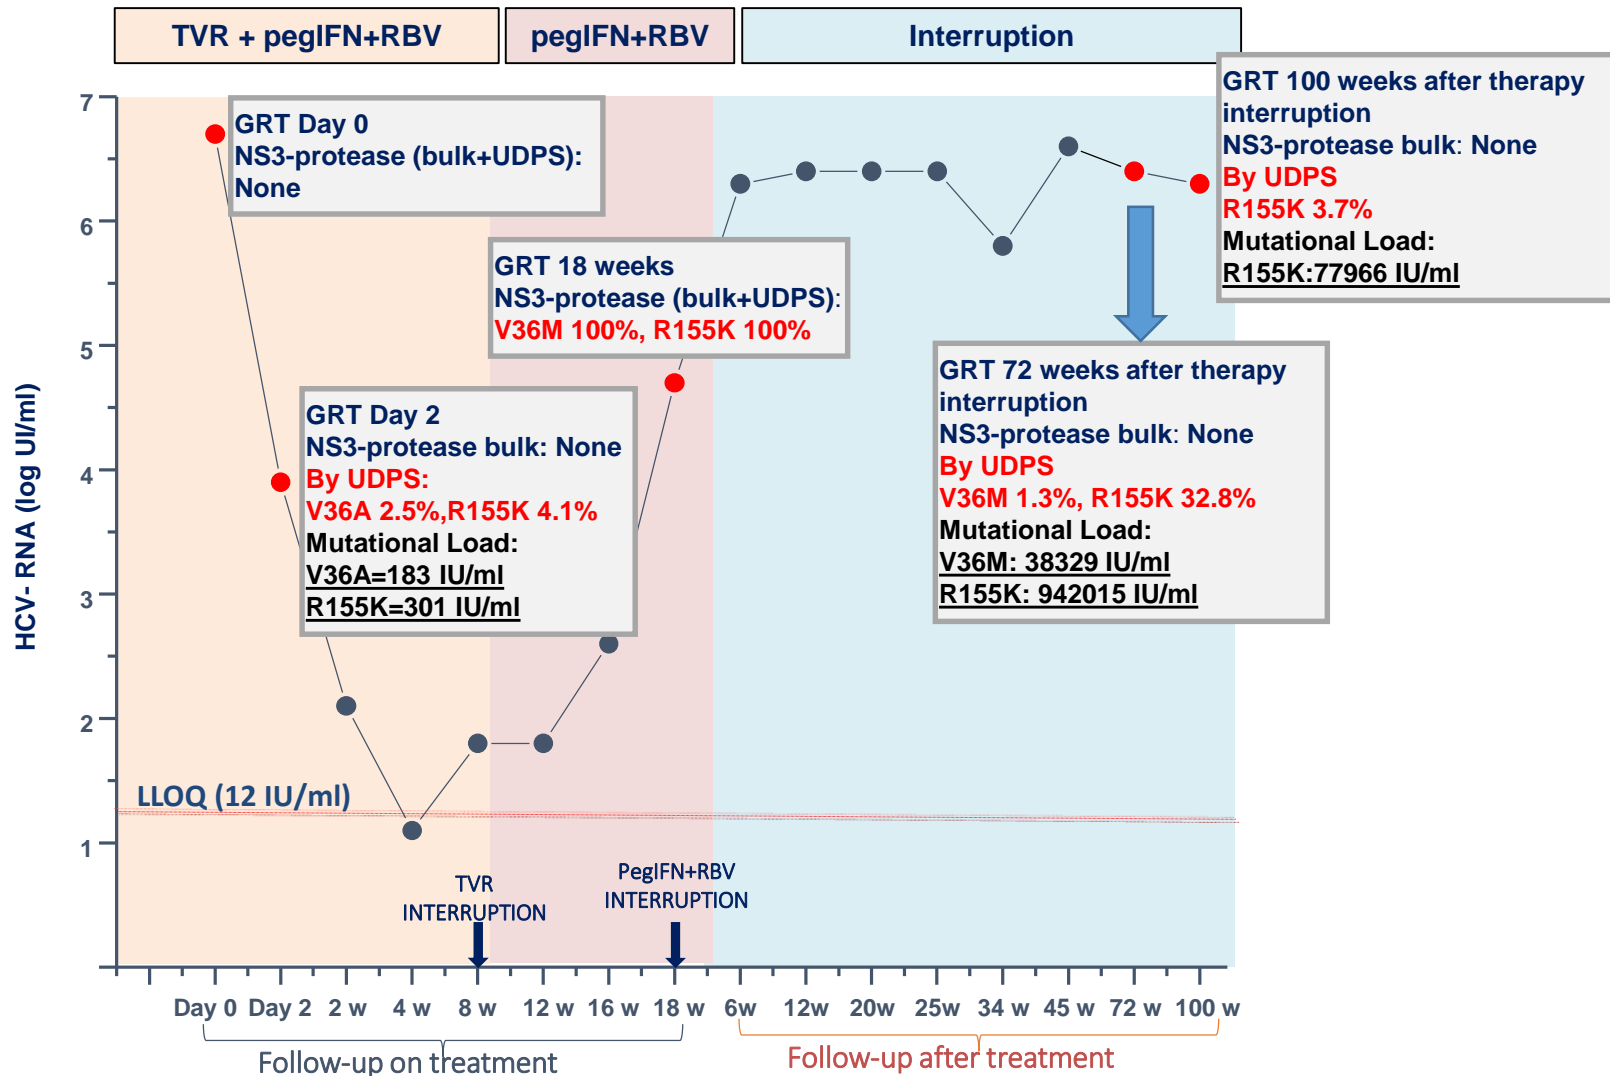 TVR + pegIFN+RBV
pegIFN+RBV
Interruption
GRT 100 weeks after therapy
interruption
NS3-protease bulk: None
By UDPS
R155K 3.7%
Mutational Load:
R155K:77966 IU/ml
GRT Day 0
NS3-protease (bulk+UDPS):
None
GRT 18 weeks
NS3-protease (bulk+UDPS):
V36M 100%, R155K 100%
GRT 72 weeks after therapy
interruption
NS3-protease bulk: None
By UDPS
V36M 1.3%, R155K 32.8%
Mutational Load:
V36M: 38329 IU/ml
R155K: 942015 IU/ml
GRT Day 2
NS3-protease bulk: None
By UDPS:
V36A 2.5%,R155K 4.1%
Mutational Load:
V36A=183 IU/ml
R155K=301 IU/ml
HCV- RNA (log UI/ml)
7
6
5
4
3
2
1
LLOQ (12 IU/ml)
TVR
INTERRUPTION
PegIFN+RBV
INTERRUPTION
Day 0 Day 2 2 w 4 w 8 w 12 w 16 w 18 w 6w 12w 20w 25w 34 w 45 w 72 w 100 w
Follow-up on treatment
Follow-up after treatment